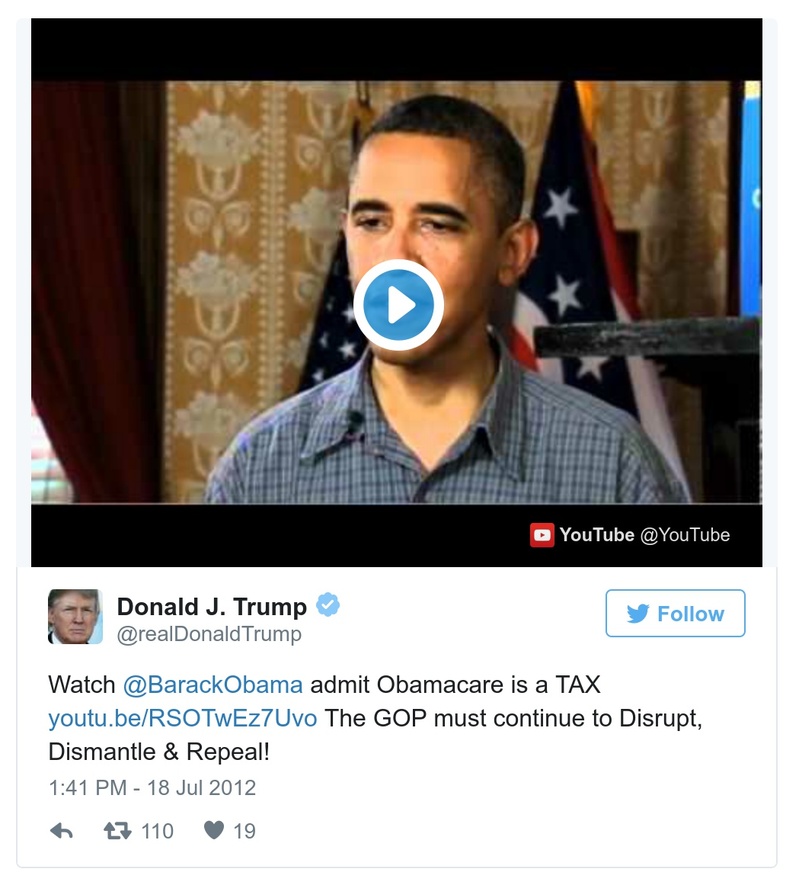 YouTube @YouTube
Donald J. Trump
@realDonaldTrump
Follow
Watch @BarackObama admit Obamacare is a TAX
youtu.be/RSOTwEz7Uvo The GOP must continue to Disrupt,
Dismantle & Repeal!
1:41 PM - 18 Jul 2012
110 19